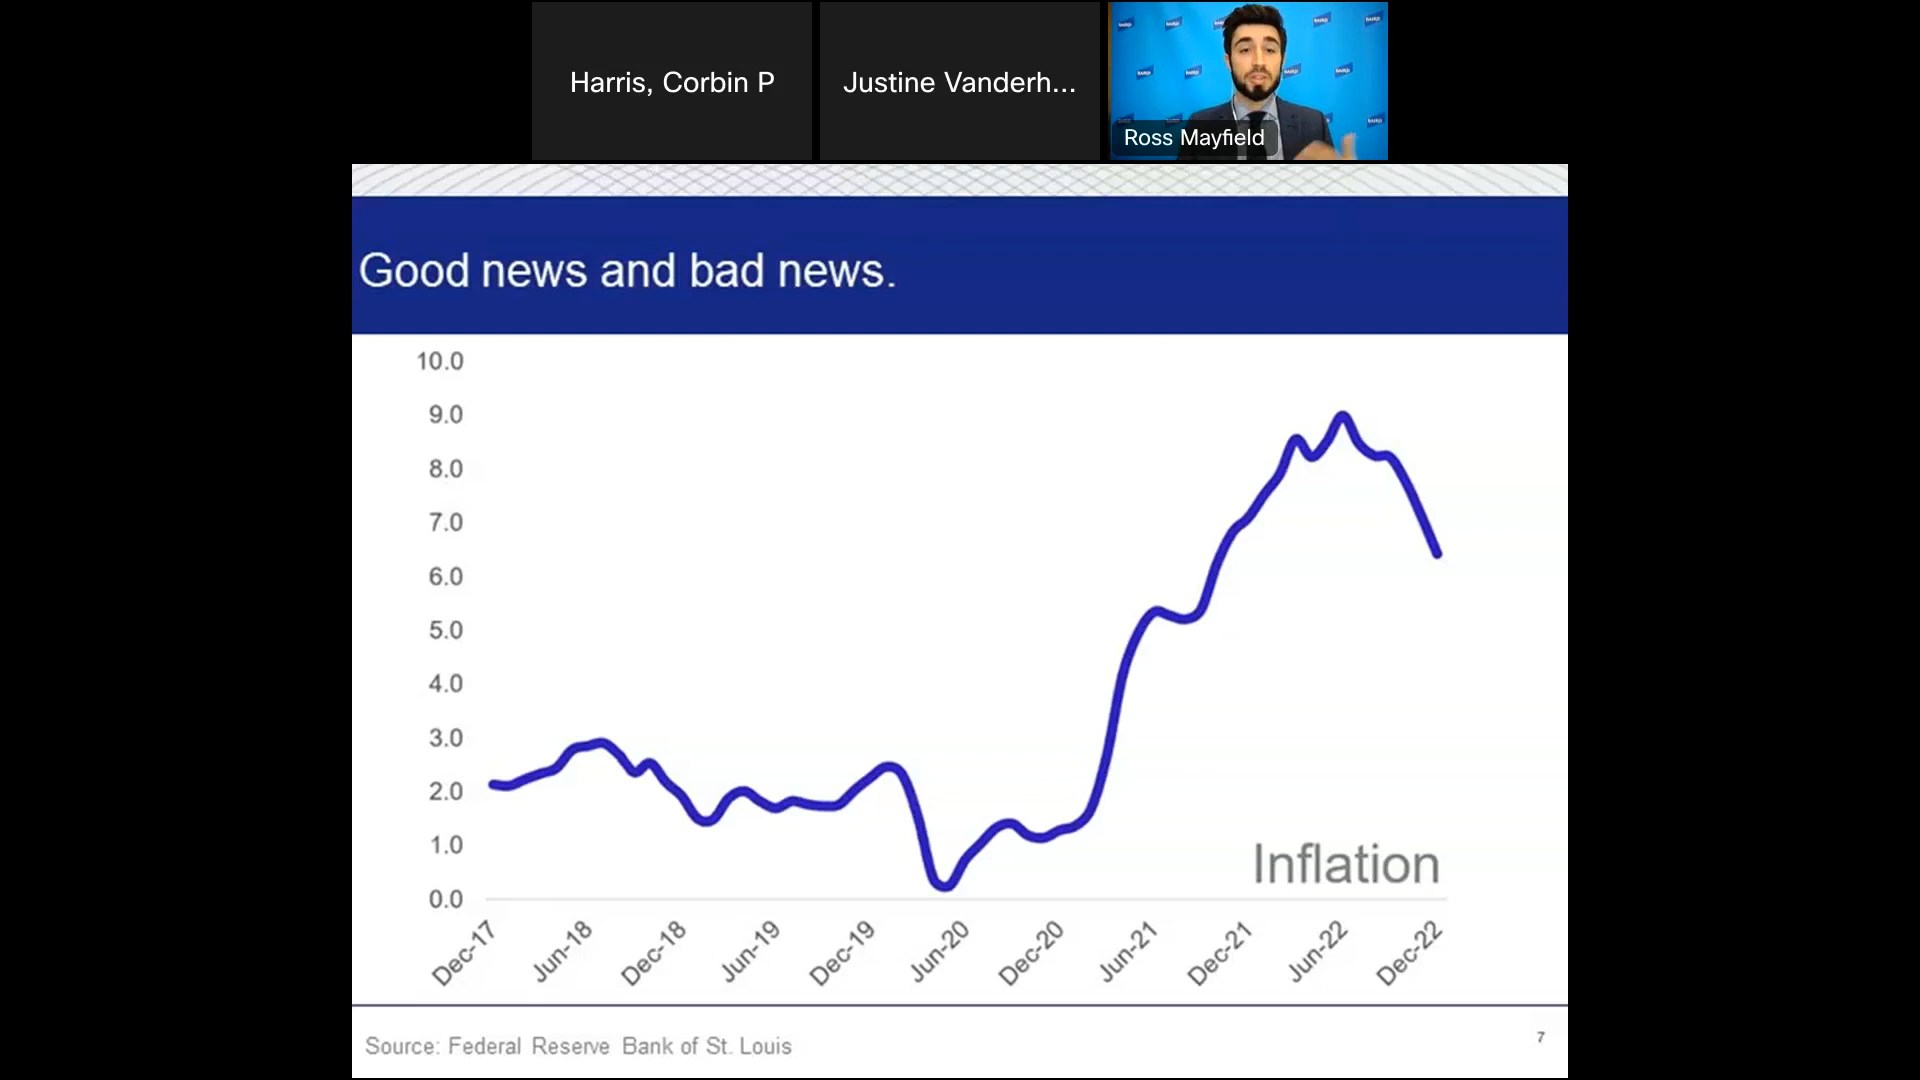 Harris, Corbin P
Justine Vanderh...
Ross Mayfield
Good news and bad news.
10.0
9.0
8.0
7.0
6.0
5.0
4.0
3.0
2.0
1.0
0.0
Inflation
Dec-17
Jun-18
Dec-18
Jun-19
Dec-19
Jun-20
Dec-20
Jun-21
Dec-21
Jun-22
Dec-22
Source: Federal Reserve Bank of St. Louis
7